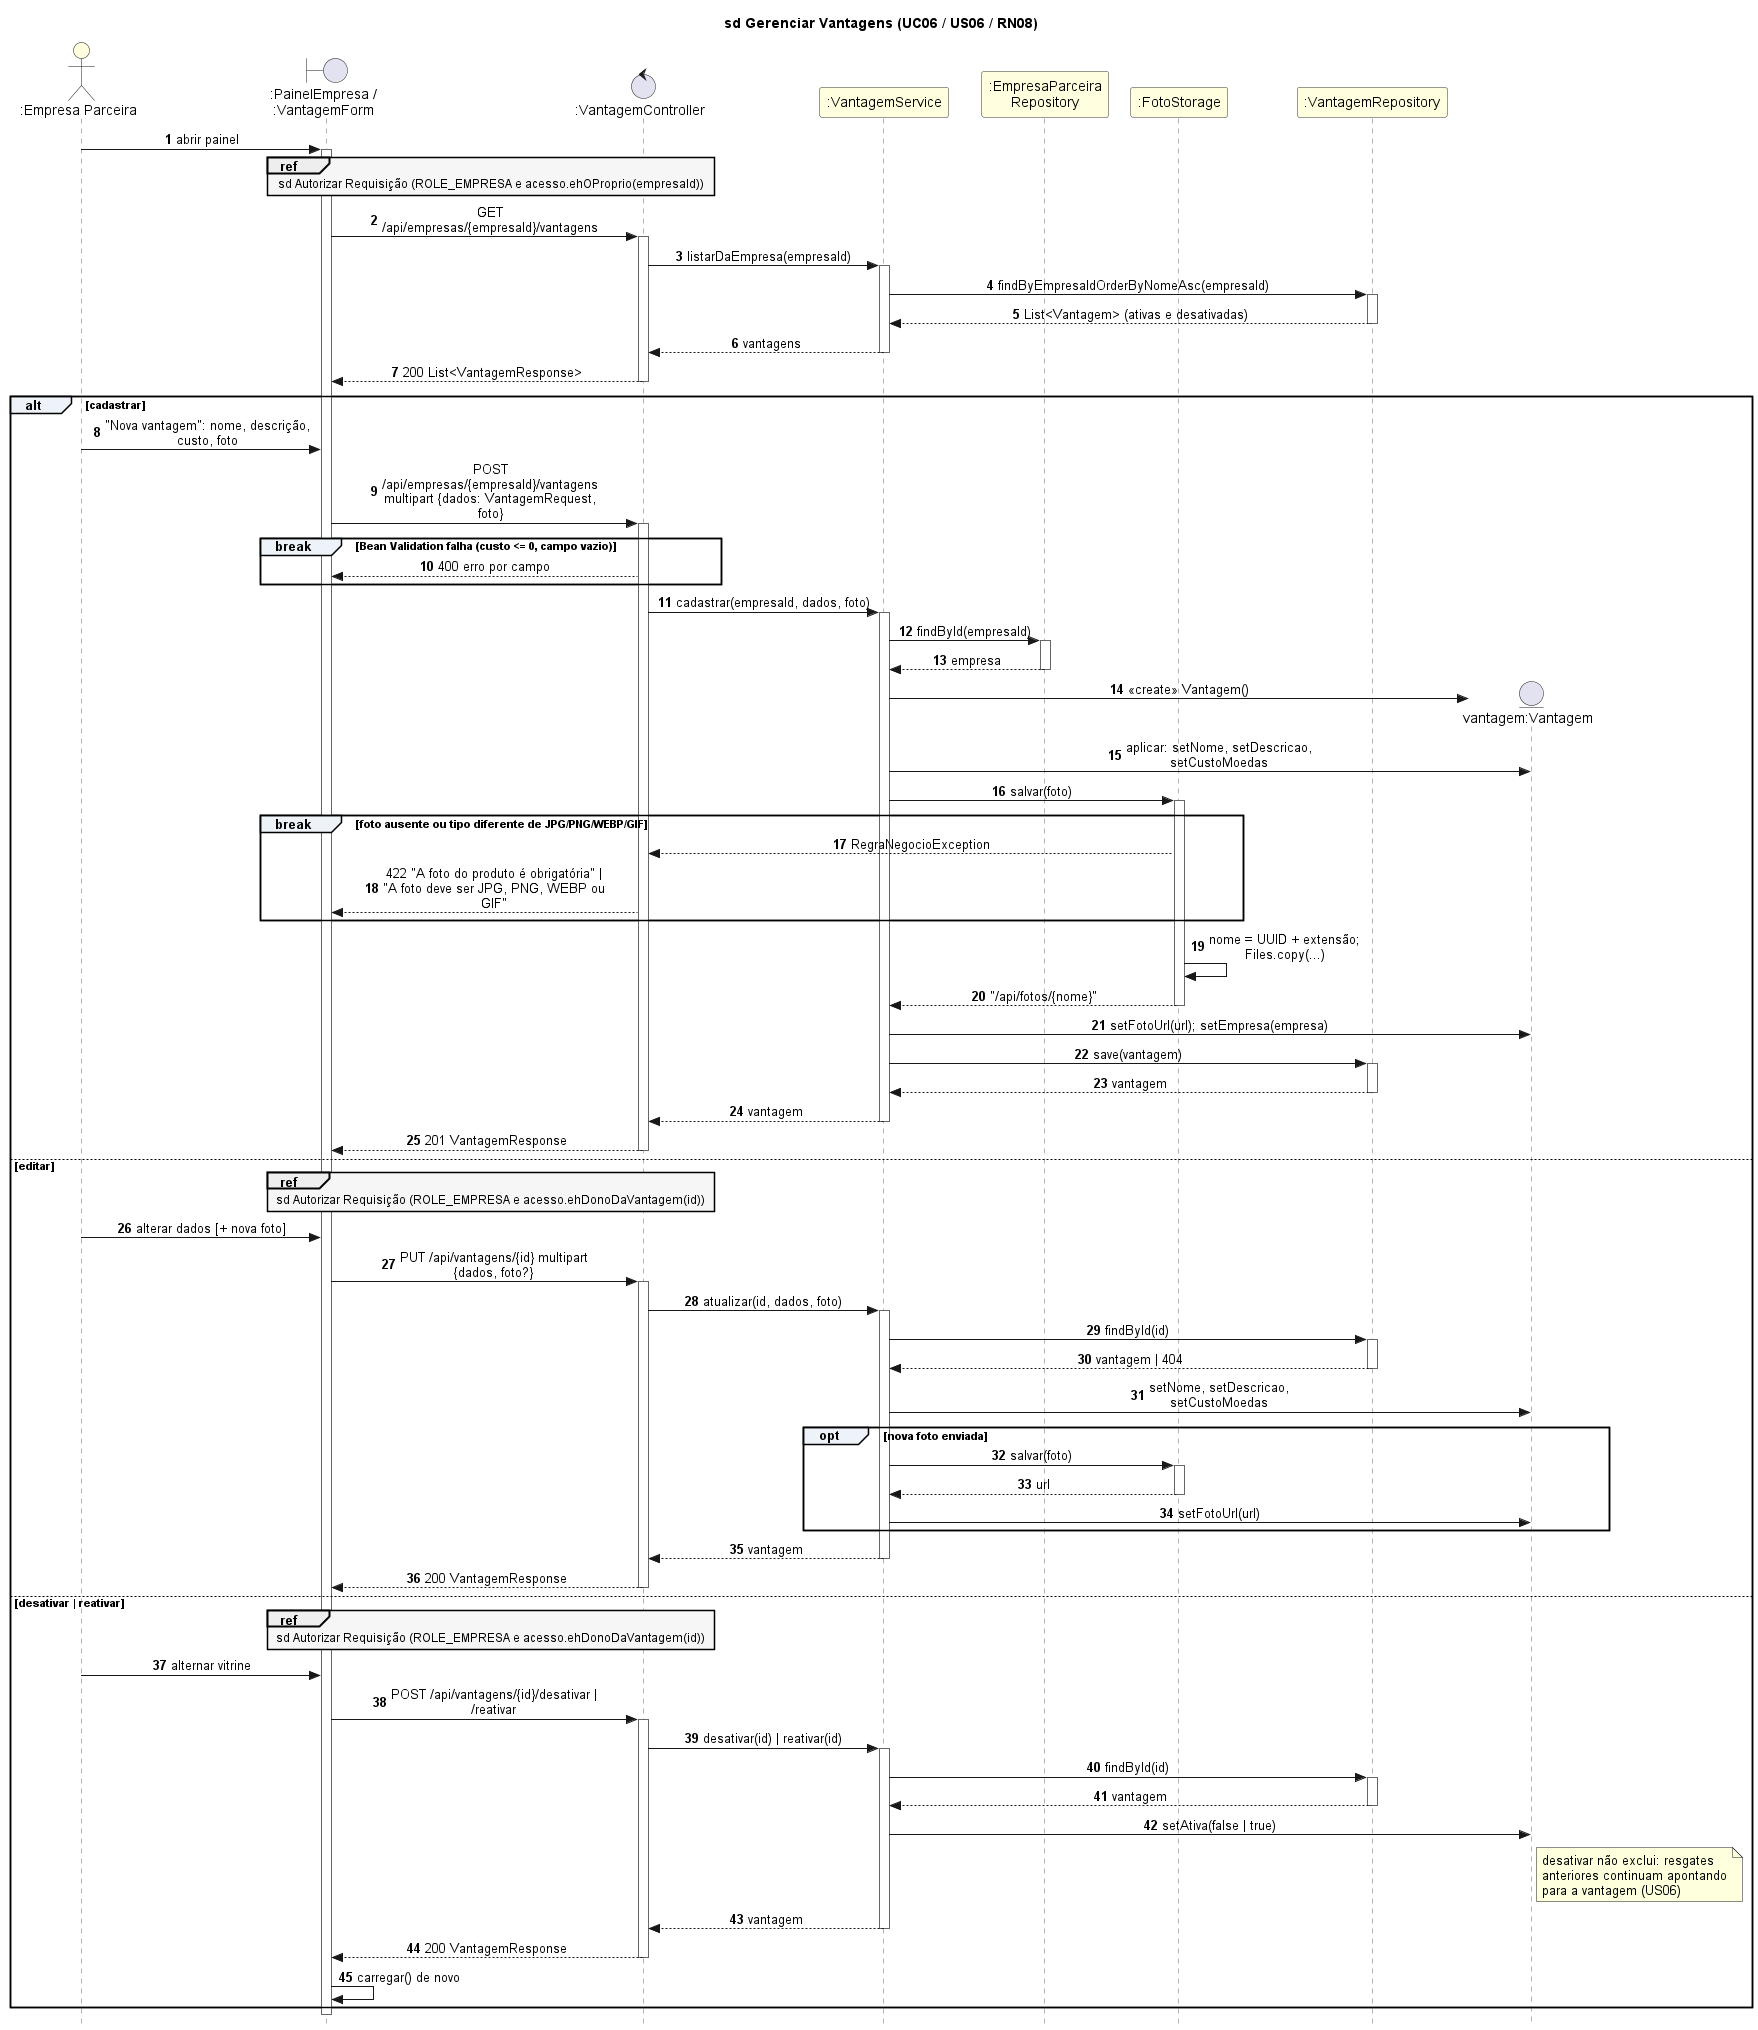 sd Gerenciar Vantagens (UC06 / US06 / RN08)
:Empresa Parceira
:PainelEmpresa /
:VantagemForm
:VantagemController
:VantagemService
:EmpresaParceira
Repository
:FotoStorage
:VantagemRepository
1 abrir painel
ref
sd Autorizar Requisição (ROLE_EMPRESA e acesso.ehOProprio(empresaId))
GET
2 /api/empresas/{empresaId}/vantagens
3 listarDaEmpresa(empresaId)
4 findByEmpresaIdOrderByNomeAsc(empresaId)
5 List<Vantagem> (ativas e desativadas)
6 vantagens
7 200 List<VantagemResponse>
alt [cadastrar]
8 "Nova vantagem": nome, descrição,
custo, foto
POST
9 /api/empresas/{empresaId}/vantagens
multipart {dados: VantagemRequest,
foto}
break [Bean Validation falha (custo <= 0, campo vazio)]
10 400 erro por campo
11 cadastrar(empresaId, dados, foto)
12 findById(empresaId)
13 empresa
14 «create» Vantagem()
vantagem:Vantagem
15 aplicar: setNome, setDescricao,
setCustoMoedas
16 salvar(foto)
break [foto ausente ou tipo diferente de JPG/PNG/WEBP/GIF]
17 RegraNegocioException
422 "A foto do produto é obrigatória" |
18 "A foto deve ser JPG, PNG, WEBP ou
GIF"
19 nome = UUID + extensão;
Files.copy(...)
20 "/api/fotos/{nome}"
21 setFotoUrl(url); setEmpresa(empresa)
22 save(vantagem)
23 vantagem
24 vantagem
25 201 VantagemResponse
[editar]
ref
sd Autorizar Requisição (ROLE_EMPRESA e acesso.ehDonoDaVantagem(id))
26 alterar dados [+ nova foto]
27 PUT /api/vantagens/{id} multipart
{dados, foto?}
28 atualizar(id, dados, foto)
29 findById(id)
30 vantagem | 404
31 setNome, setDescricao,
setCustoMoedas
opt [nova foto enviada]
32 salvar(foto)
33 url
34 setFotoUrl(url)
35 vantagem
36 200 VantagemResponse
[desativar | reativar]
ref
sd Autorizar Requisição (ROLE_EMPRESA e acesso.ehDonoDaVantagem(id))
37 alternar vitrine
38 POST /api/vantagens/{id}/desativar |
/reativar
39 desativar(id) | reativar(id)
40 findById(id)
41 vantagem
42 setAtiva(false | true)
desativar não exclui: resgates
anteriores continuam apontando
para a vantagem (US06)
43 vantagem
44 200 VantagemResponse
45 carregar() de novo